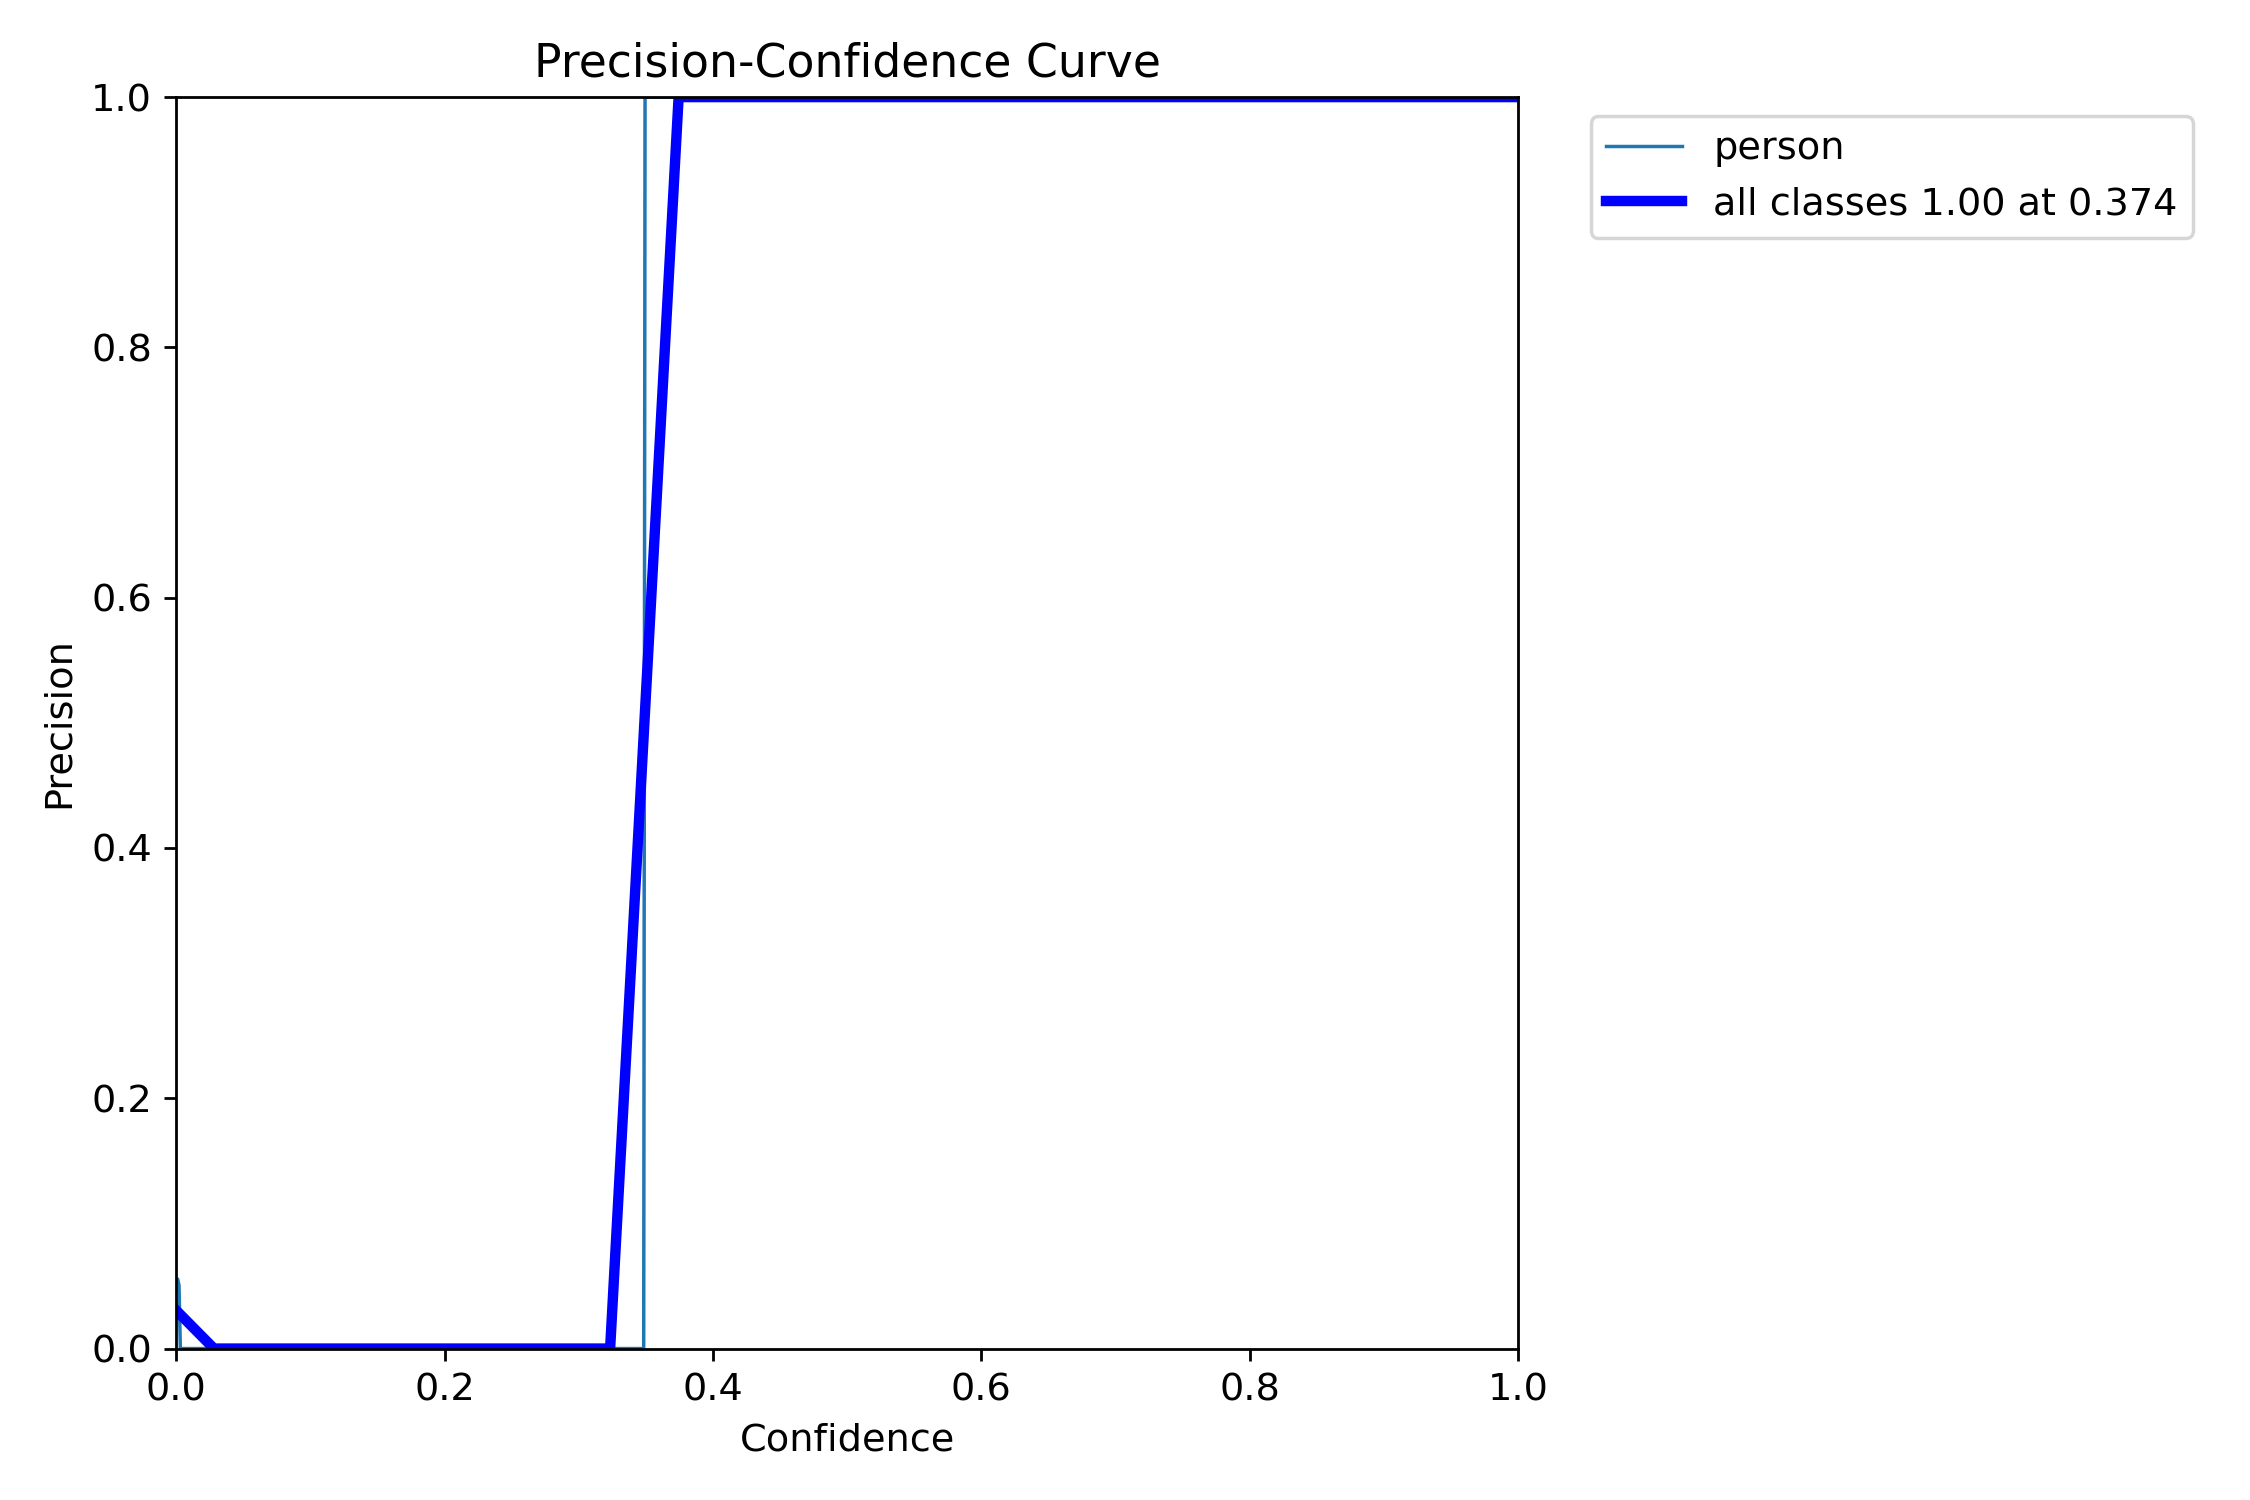 Precision-Confidence Curve
1.0
0.8
0.6
0.4
0.2
0.0
Precision
0.0 0.2 0.4 0.6 0.8 1.0
Confidence
person
all classes 1.00 at 0.374